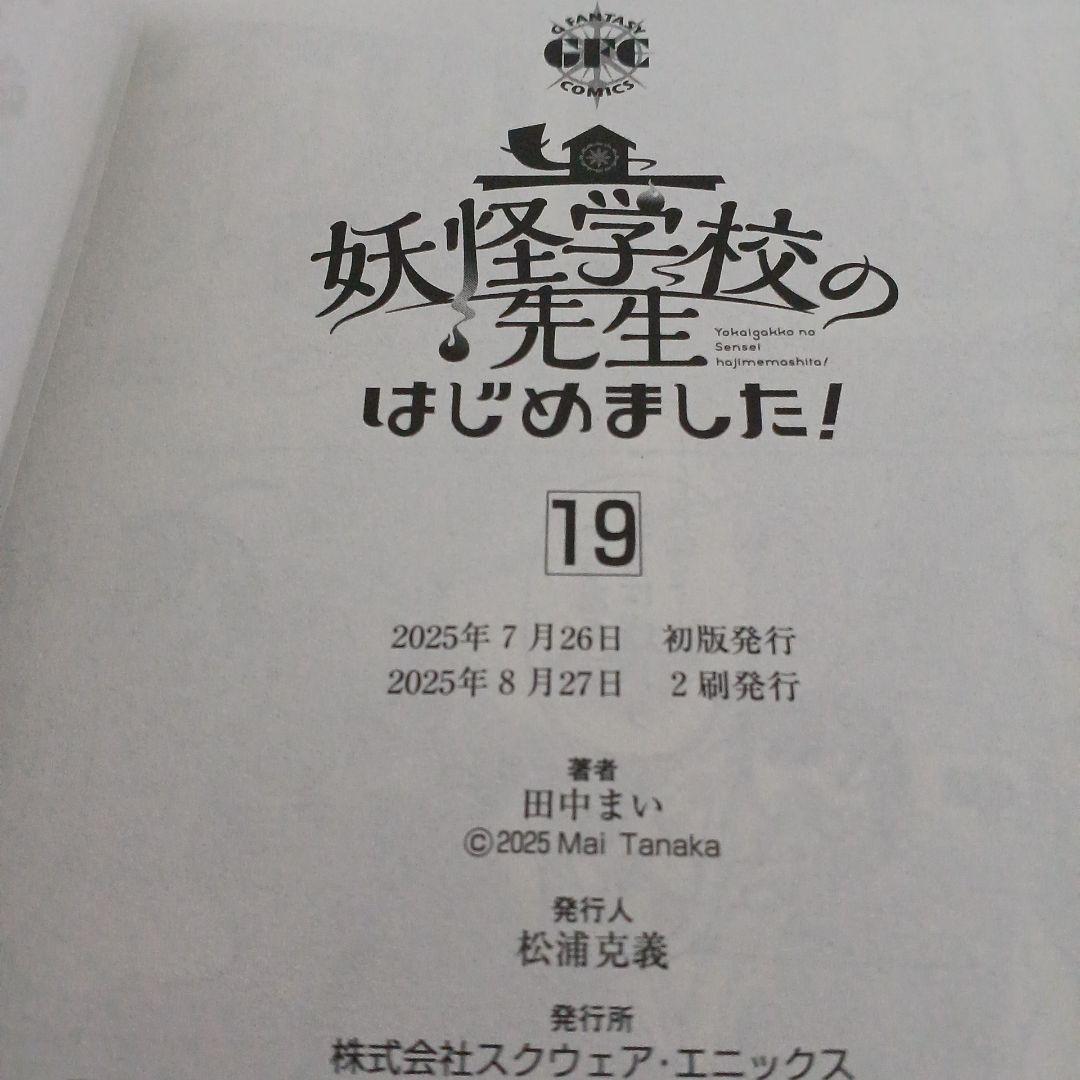 G FANTASY
GFC
COMICS
妖怪学校の
先生
Yokaigakko no
Sensei
hajimemashita!
はじめました!
19
2025年7月26日 初版発行
2025年8月27日 2刷発行
著者
田中まい
©2025 Mai Tanaka
発行人
松浦克義
発行所
株式会社スクウェア・エニックス